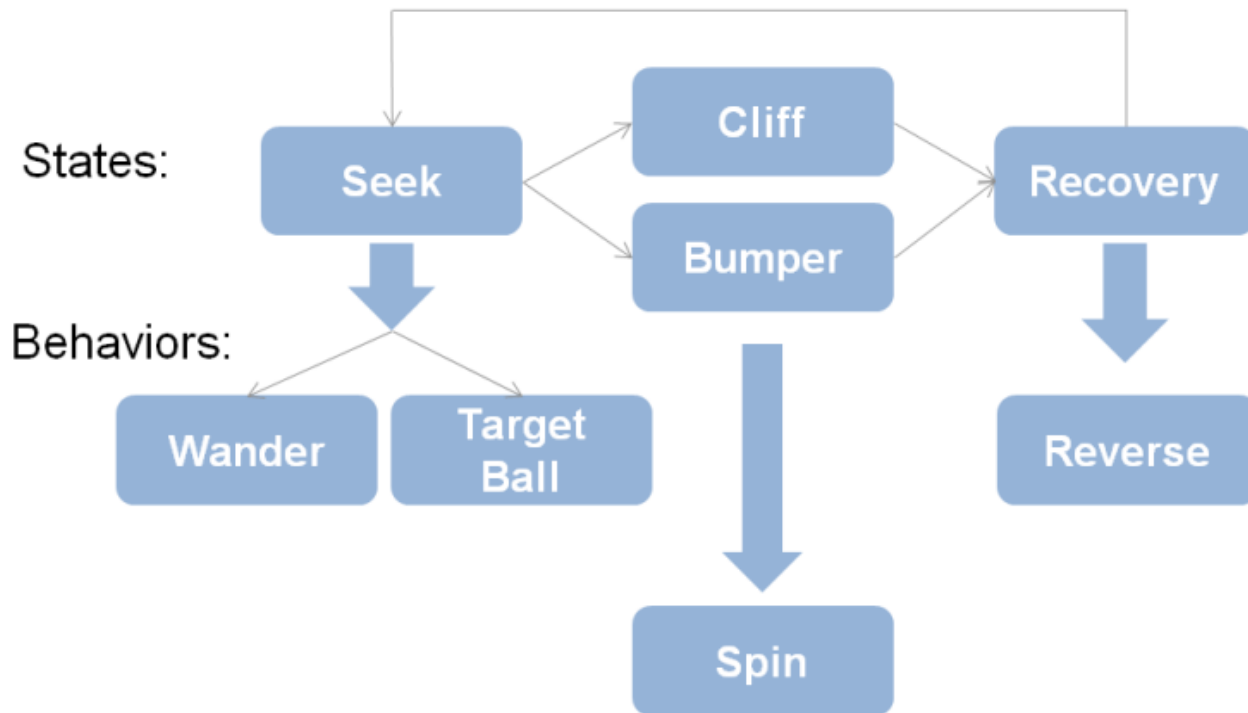 Cliff
States:
Seek
Recovery
Bumper
Behaviors:
Wander
Target
Ball
Reverse
Spin